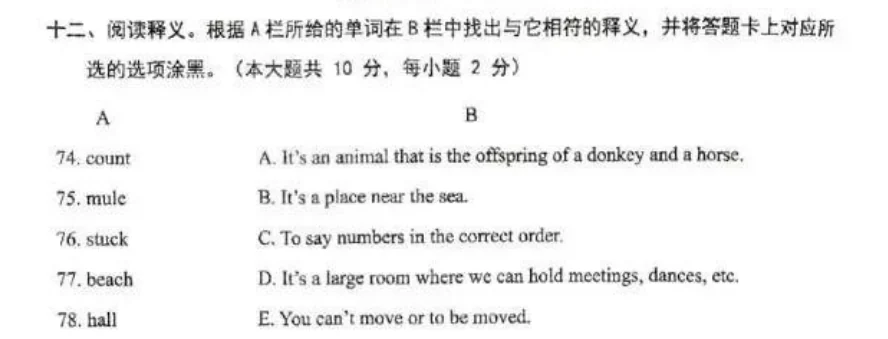 十二、阅读释义。根据 A 栏所给的单词在 B 栏中找出与它相符的释义，并将答题卡上对应所
选的选项涂黑。（本大题共 10 分，每小题 2 分）
A B
74. count A. It's an animal that is the offspring of a donkey and a horse.
75. mule B. It's a place near the sea.
76. stuck C. To say numbers in the correct order.
77. beach D. It's a large room where we can hold meetings, dances, etc.
78. hall E. You can't move or to be moved.